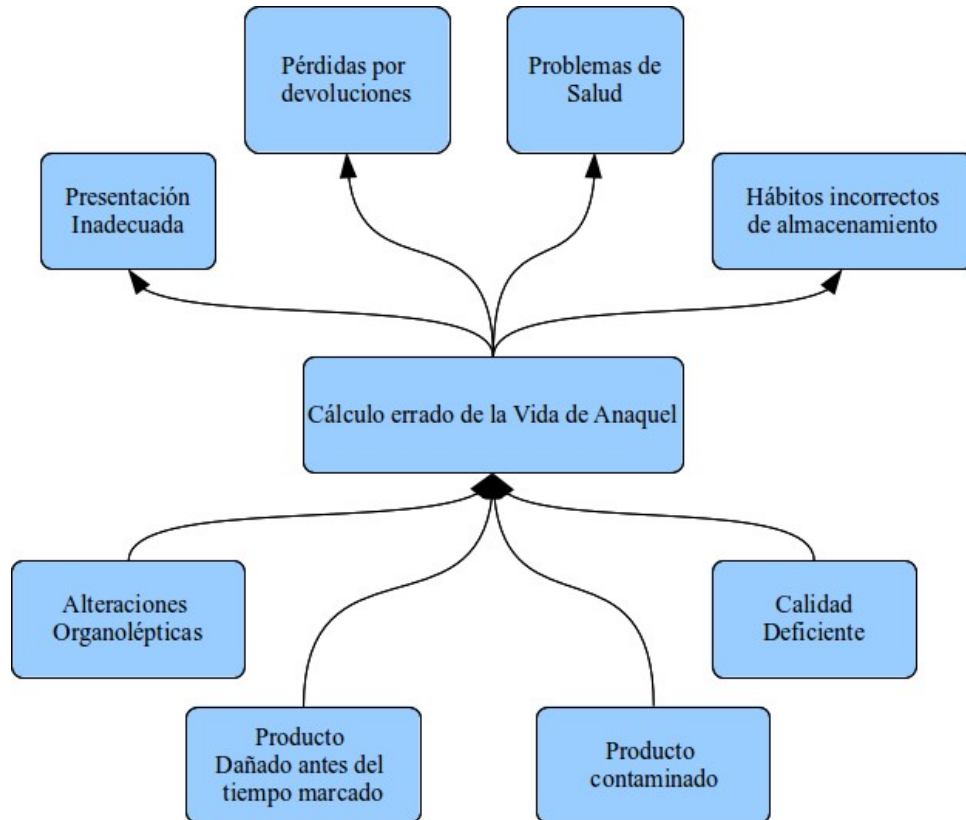 Pérdidas por
devoluciones
Problemas de
Salud
Presentación
Inadecuada
Hábitos incorrectos
de almacenamiento
Cálculo errado de la Vida de Anaquel
Alteraciones
Organolépticas
Calidad
Deficiente
Producto
Dañado antes del
tiempo marcado
Producto
contaminado